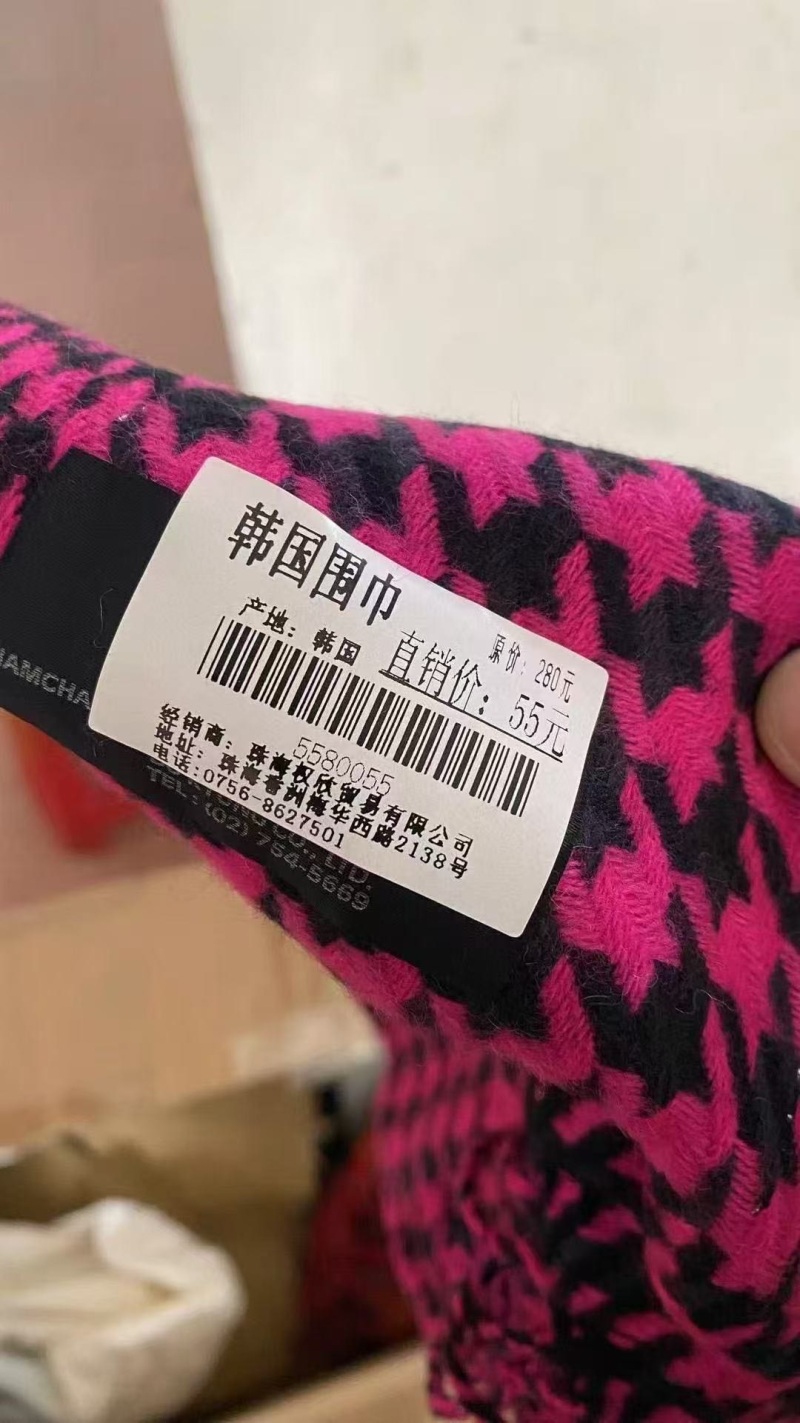 韩国围巾
原价：280元
产地：韩国
直销价：55元
5580055
经销商：珠海权欣贸易有限公司
地址：珠海香洲梅华西路2138号
电话：0756-8627501
CO., LTD.
TEL: (02) 754-5669